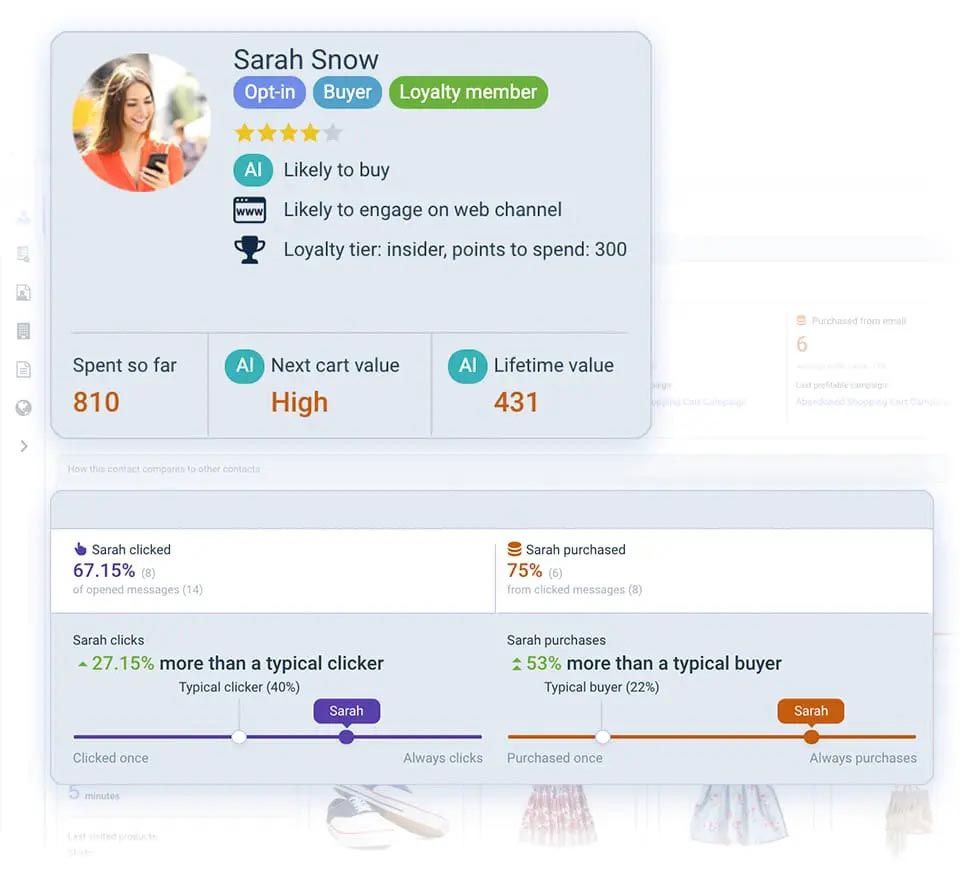 Sarah Snow
Opt-in Buyer Loyalty member
AI Likely to buy
www Likely to engage on web channel
Loyalty tier: insider, points to spend: 300
Spent so far
810
AI Next cart value
High
AI Lifetime value
431
Purchased from email
6
Last profitable campaign:
Abandoned Shopping Cart Campaign
How this contact compares to other contacts
Sarah clicked
67.15% (8)
of opened messages (14)
Sarah purchased
75% (6)
from clicked messages (8)
Sarah clicks
27.15% more than a typical clicker
Typical clicker (40%)
Sarah
Clicked once
Always clicks
Sarah purchases
53% more than a typical buyer
Typical buyer (22%)
Sarah
Purchased once
Always purchases
5 minutes
Last visited products